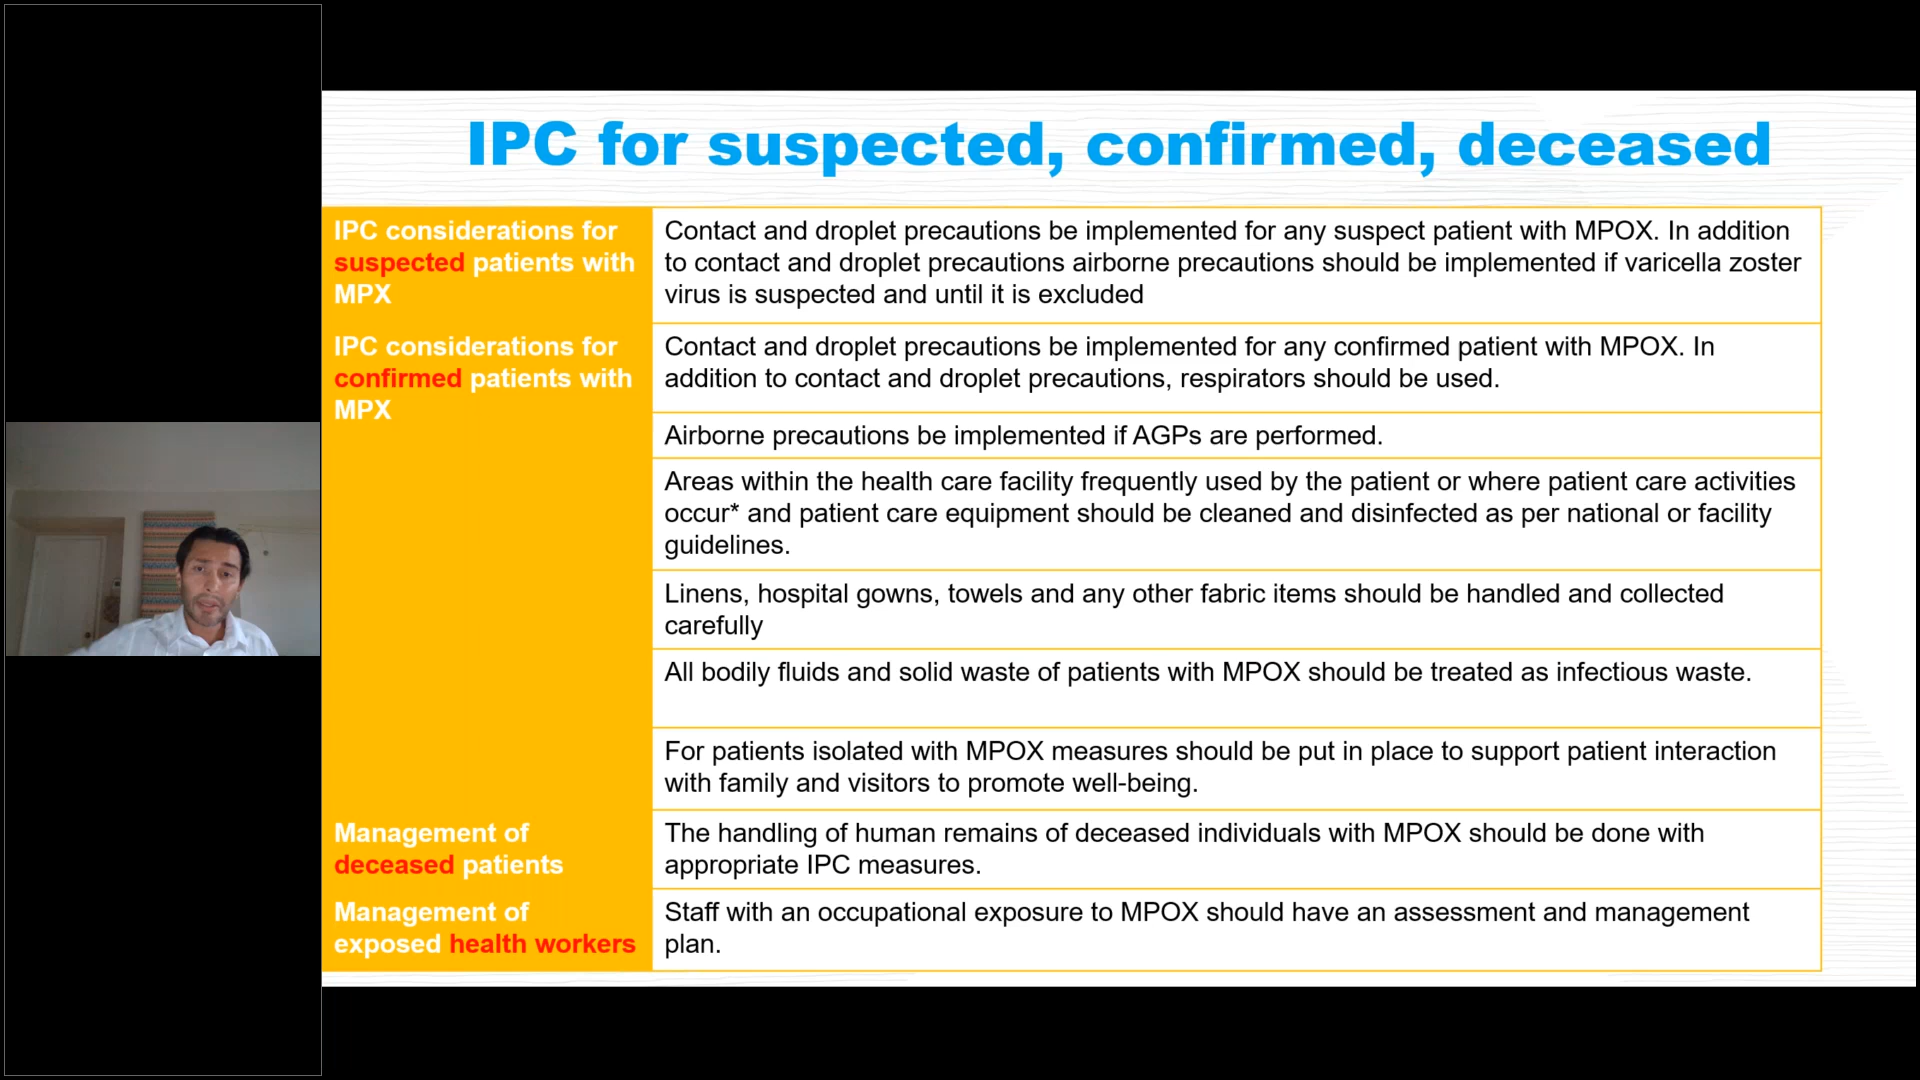 IPC for suspected, confirmed, deceased
IPC considerations for
suspected patients with
MPX
Contact and droplet precautions be implemented for any suspect patient with MPOX. In addition
to contact and droplet precautions airborne precautions should be implemented if varicella zoster
virus is suspected and until it is excluded
IPC considerations for
confirmed patients with
MPX
Contact and droplet precautions be implemented for any confirmed patient with MPOX. In
addition to contact and droplet precautions, respirators should be used.
Airborne precautions be implemented if AGPs are performed.
Areas within the health care facility frequently used by the patient or where patient care activities
occur* and patient care equipment should be cleaned and disinfected as per national or facility
guidelines.
Linens, hospital gowns, towels and any other fabric items should be handled and collected
carefully
All bodily fluids and solid waste of patients with MPOX should be treated as infectious waste.
For patients isolated with MPOX measures should be put in place to support patient interaction
with family and visitors to promote well-being.
Management of
deceased patients
The handling of human remains of deceased individuals with MPOX should be done with
appropriate IPC measures.
Management of
exposed health workers
Staff with an occupational exposure to MPOX should have an assessment and management
plan.